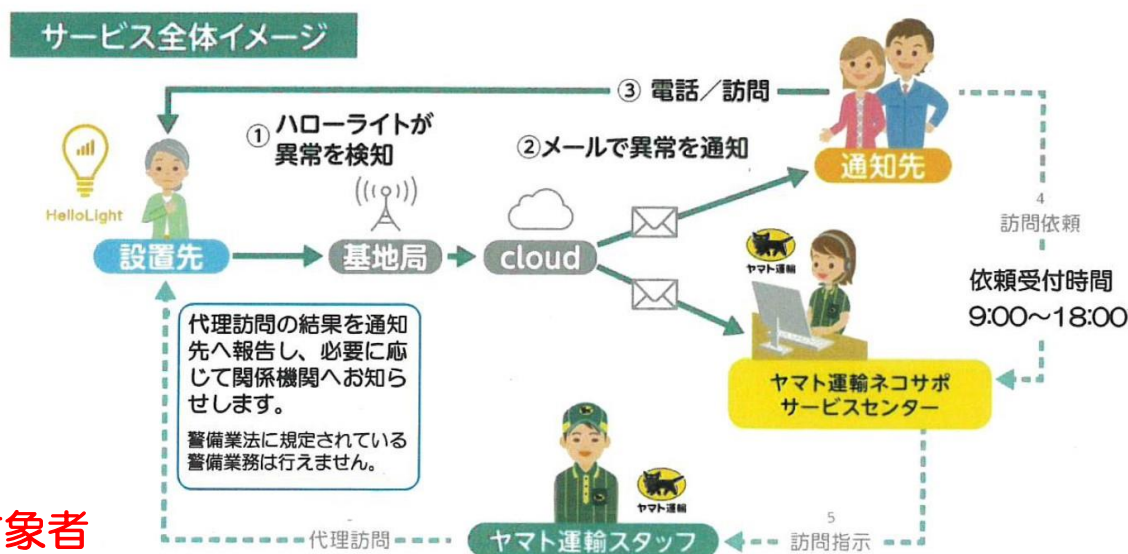 サービス全体イメージ
③ 電話／訪問
① ハローライトが
異常を検知
②メールで異常を通知
通知先
HelloLight
4
訪問依頼
設置先
基地局
cloud
ヤマト運輸
依頼受付時間
9:00～18:00
代理訪問の結果を通知
先へ報告し、必要に応
じて関係機関へお知ら
せします。
警備業法に規定されている
警備業務は行えません。
ヤマト運輸ネコサポ
サービスセンター
ヤマト運輸
象者
代理訪問
ヤマト運輸スタッフ
5
訪問指示